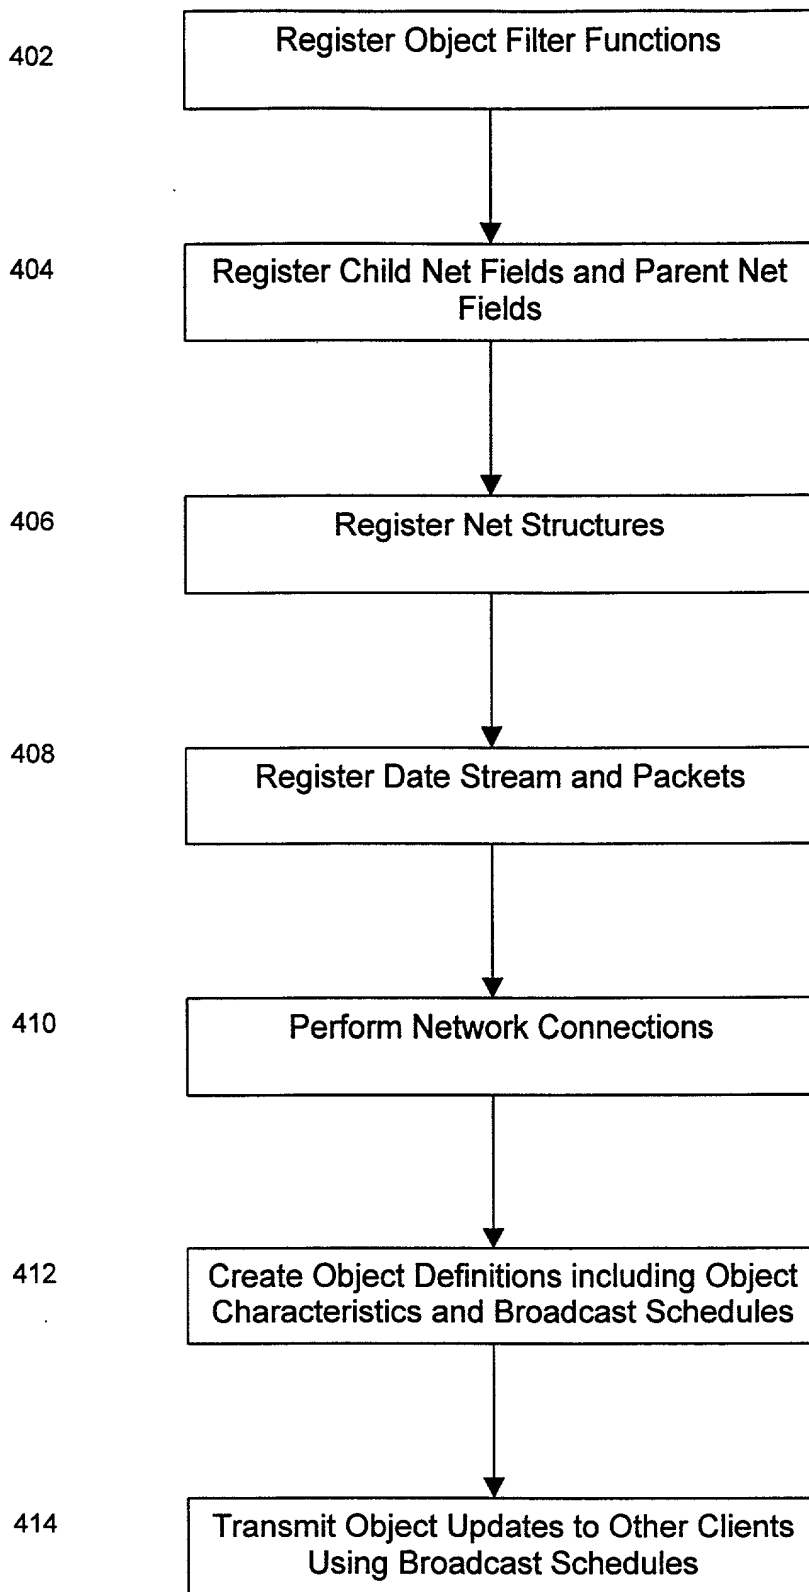 402
Register Object Filter Functions
404
Register Child Net Fields and Parent Net
Fields
406
Register Net Structures
408
Register Date Stream and Packets
410
Perform Network Connections
412
Create Object Definitions including Object
Characteristics and Broadcast Schedules
414
Transmit Object Updates to Other Clients
Using Broadcast Schedules